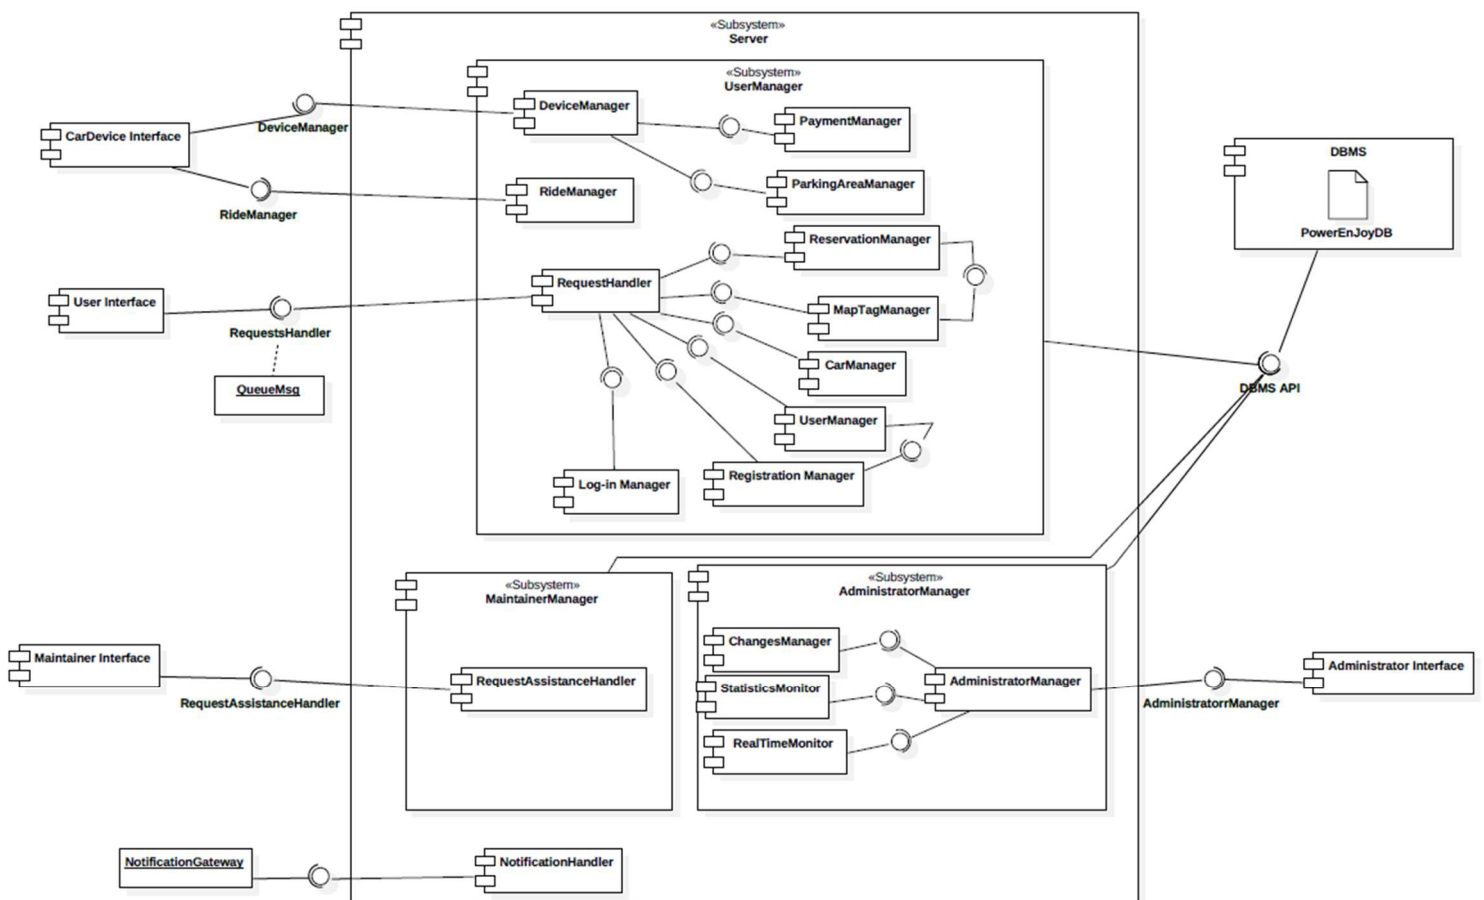 «Subsystem»
Server
«Subsystem»
UserManager
DeviceManager
PaymentManager
CarDevice Interface
DeviceManager
ParkingAreaManager
RideManager
RideManager
DBMS
PowerEnJoyDB
ReservationManager
RequestHandler
User Interface
MapTagManager
RequestsHandler
CarManager
QueueMsg
DBMS API
UserManager
Registration Manager
Log-in Manager
«Subsystem»
MaintainerManager
«Subsystem»
AdministratorManager
ChangesManager
Maintainer Interface
RequestAssistanceHandler
RequestAssistanceHandler
StatisticsMonitor
AdministratorManager
Administrator Interface
AdministratorrManager
RealTimeMonitor
NotificationGateway
NotificationHandler